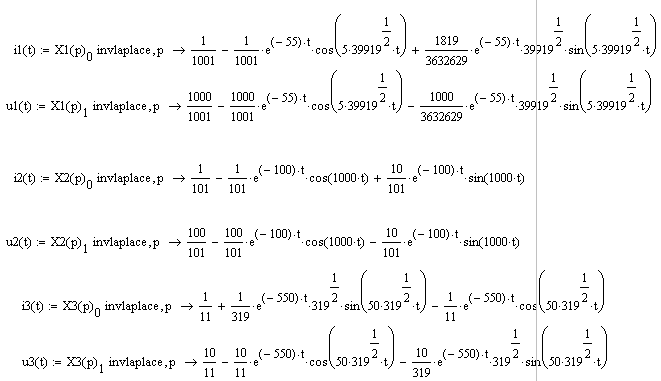 i1(t) := X1(p)₀ invlaplace,p → 1/1001 − 1/1001·e^((−55)·t)·cos(5·39919^(1/2)·t) + 1819/3632629·e^((−55)·t)·39919^(1/2)·sin(5·39919^(1/2)·t)
u1(t) := X1(p)₁ invlaplace,p → 1000/1001 − 1000/1001·e^((−55)·t)·cos(5·39919^(1/2)·t) − 1000/3632629·e^((−55)·t)·39919^(1/2)·sin(5·39919^(1/2)·t)
i2(t) := X2(p)₀ invlaplace,p → 1/101 − 1/101·e^((−100)·t)·cos(1000·t) + 10/101·e^((−100)·t)·sin(1000·t)
u2(t) := X2(p)₁ invlaplace,p → 100/101 − 100/101·e^((−100)·t)·cos(1000·t) − 10/101·e^((−100)·t)·sin(1000·t)
i3(t) := X3(p)₀ invlaplace,p → 1/11 + 1/319·e^((−550)·t)·319^(1/2)·sin(50·319^(1/2)·t) − 1/11·e^((−550)·t)·cos(50·319^(1/2)·t)
u3(t) := X3(p)₁ invlaplace,p → 10/11 − 10/11·e^((−550)·t)·cos(50·319^(1/2)·t) − 10/319·e^((−550)·t)·319^(1/2)·sin(50·319^(1/2)·t)